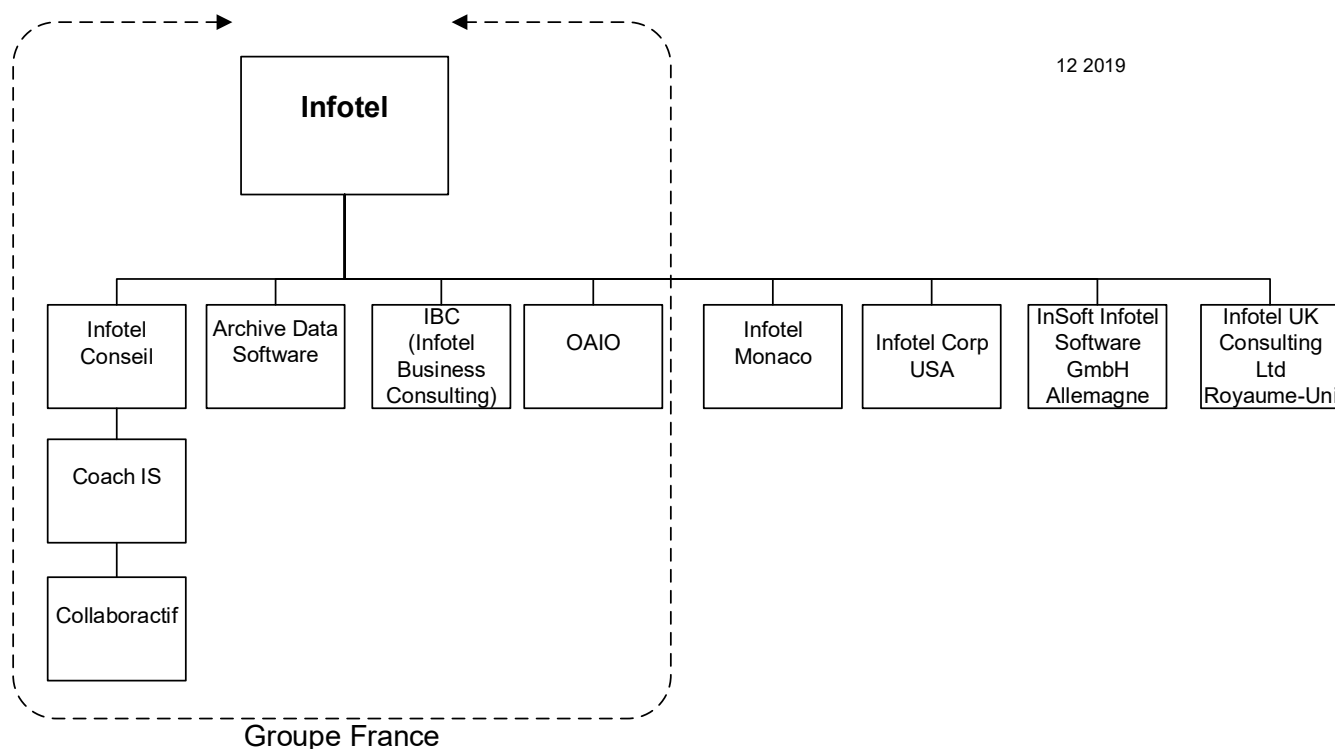 12 2019
Infotel
Infotel
Conseil
Archive Data
Software
IBC
(Infotel
Business
Consulting)
OAIO
Infotel
Monaco
Infotel Corp
USA
InSoft Infotel
Software
GmbH
Allemagne
Infotel UK
Consulting
Ltd
Royaume-Uni
Coach IS
Collaboractif
Groupe France